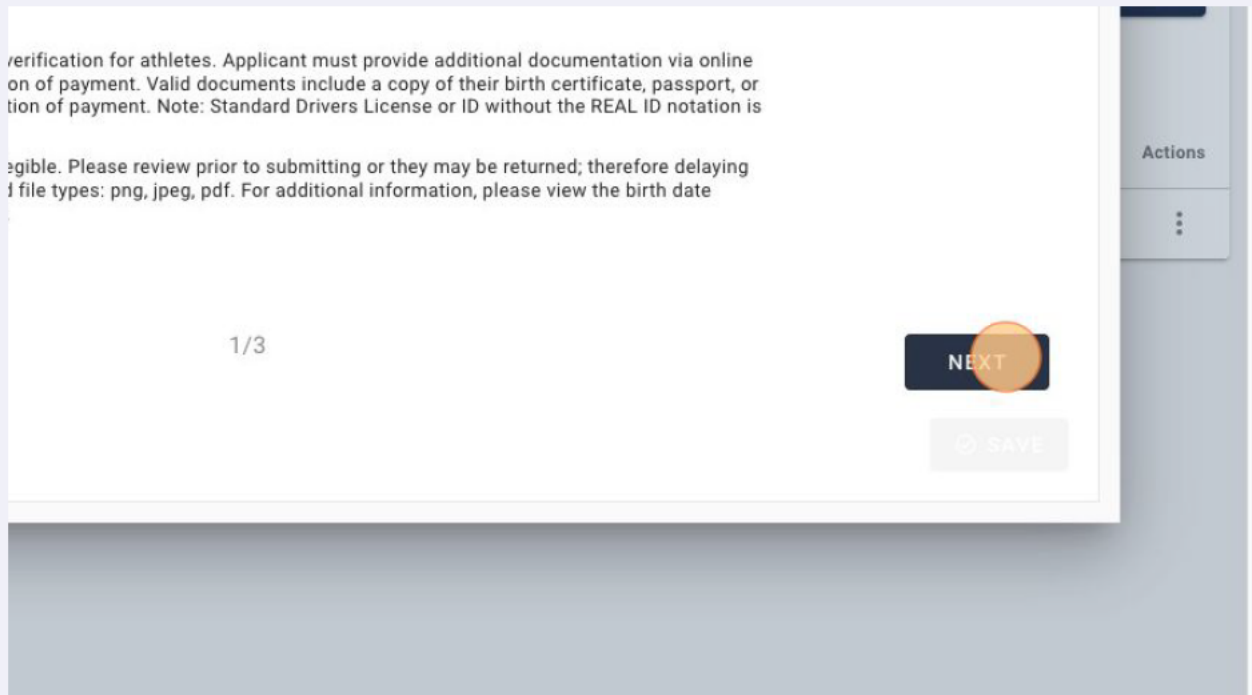 verification for athletes. Applicant must provide additional documentation via online
on of payment. Valid documents include a copy of their birth certificate, passport, or
tion of payment. Note: Standard Drivers License or ID without the REAL ID notation is
egible. Please review prior to submitting or they may be returned; therefore delaying
d file types: png, jpeg, pdf. For additional information, please view the birth date
Actions
1/3
NEXT
SAVE